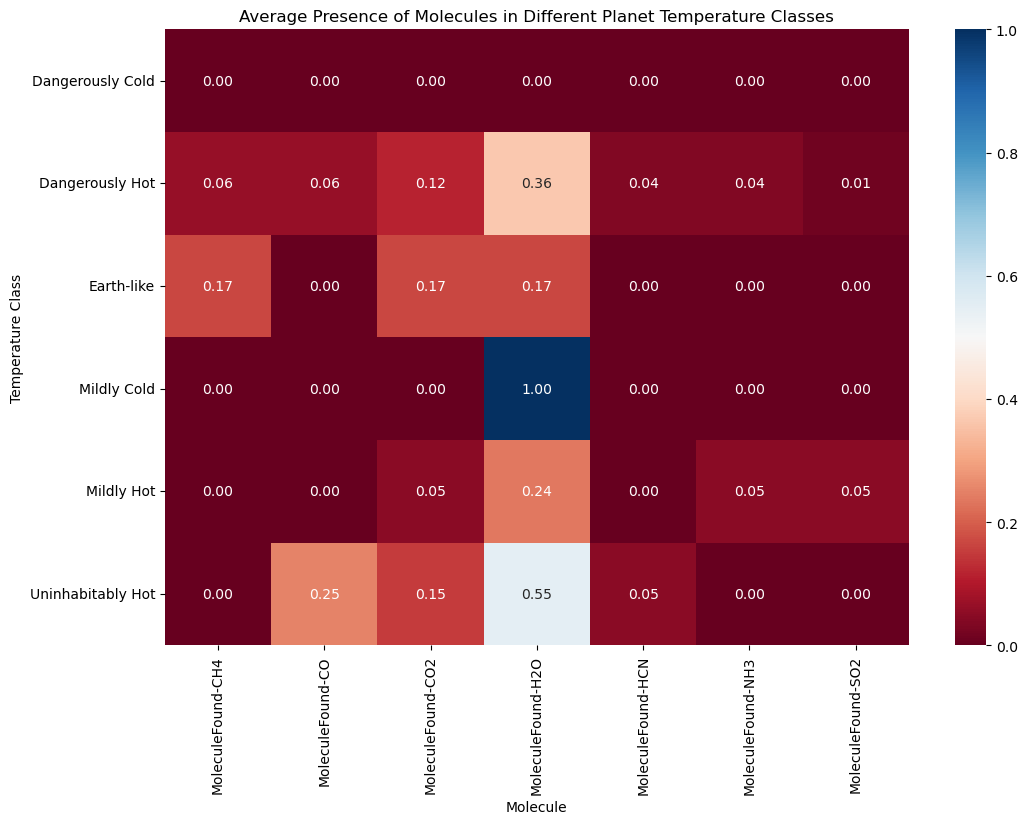 Average Presence of Molecules in Different Planet Temperature Classes
Temperature Class
Dangerously Cold 0.00 0.00 0.00 0.00 0.00 0.00 0.00
Dangerously Hot 0.06 0.06 0.12 0.36 0.04 0.04 0.01
Earth-like 0.17 0.00 0.17 0.17 0.00 0.00 0.00
Mildly Cold 0.00 0.00 0.00 1.00 0.00 0.00 0.00
Mildly Hot 0.00 0.00 0.05 0.24 0.00 0.05 0.05
Uninhabitably Hot 0.00 0.25 0.15 0.55 0.05 0.00 0.00
MoleculeFound-CH4
MoleculeFound-CO
MoleculeFound-CO2
MoleculeFound-H2O
MoleculeFound-HCN
MoleculeFound-NH3
MoleculeFound-SO2
Molecule
1.0
0.8
0.6
0.4
0.2
0.0